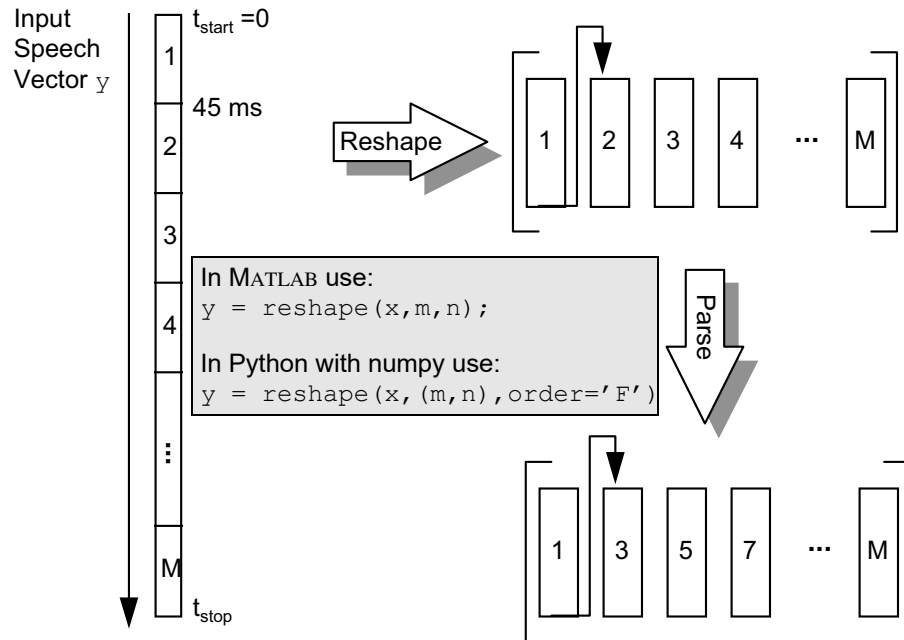 Input
Speech
Vector y
t_start =0
1
45 ms
2
3
4
⋮
M
t_stop
Reshape
1 2 3 4 ··· M
In MATLAB use:
y = reshape(x,m,n);
In Python with numpy use:
y = reshape(x,(m,n),order='F')
Parse
1 3 5 7 ··· M